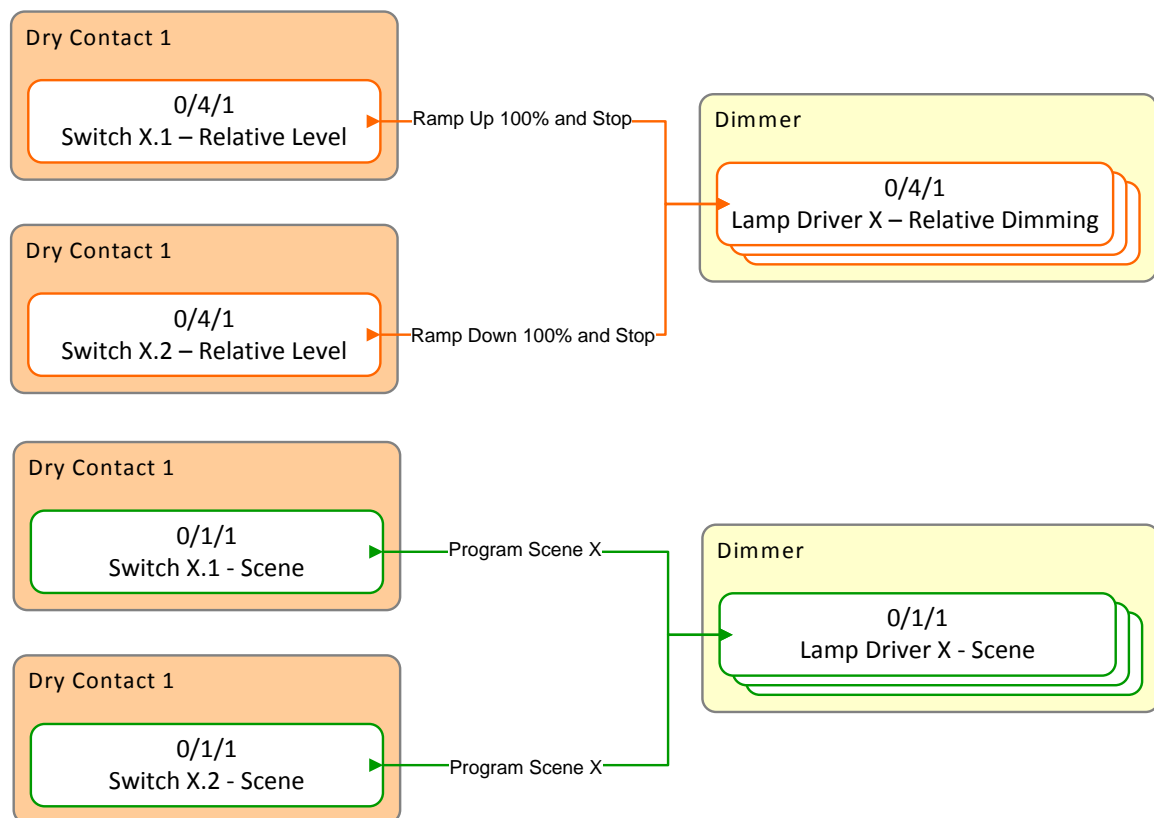 Dry Contact 1
0/4/1
Switch X.1 – Relative Level
Ramp Up 100% and Stop
Dimmer
0/4/1
Lamp Driver X – Relative Dimming
Dry Contact 1
0/4/1
Switch X.2 – Relative Level
Ramp Down 100% and Stop
Dry Contact 1
0/1/1
Switch X.1 - Scene
Program Scene X
Dimmer
0/1/1
Lamp Driver X - Scene
Dry Contact 1
0/1/1
Switch X.2 - Scene
Program Scene X